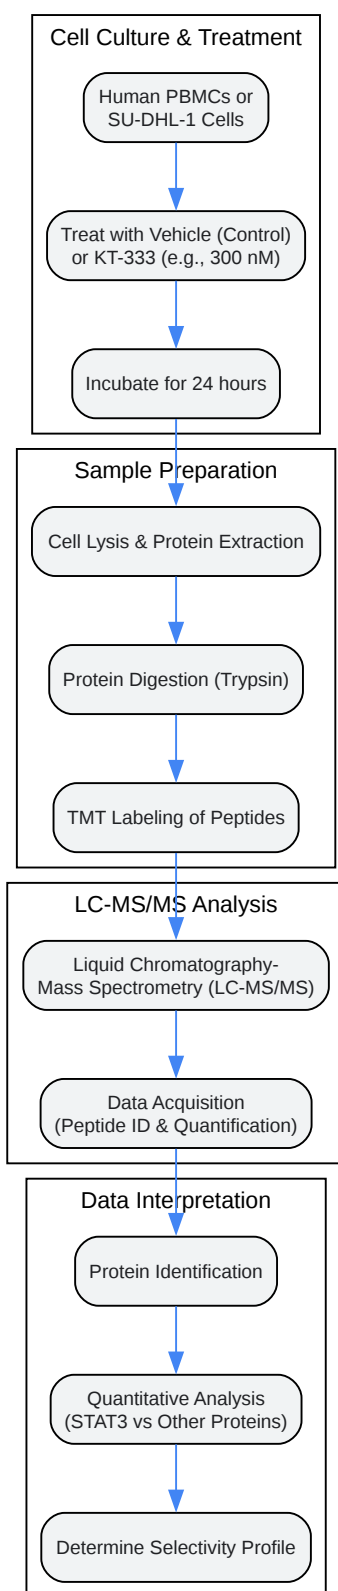 Cell Culture & Treatment
Human PBMCs or
SU-DHL-1 Cells
Treat with Vehicle (Control)
or KT-333 (e.g., 300 nM)
Incubate for 24 hours
Sample Preparation
Cell Lysis & Protein Extraction
Protein Digestion (Trypsin)
TMT Labeling of Peptides
LC-MS/MS Analysis
Liquid Chromatography-
Mass Spectrometry (LC-MS/MS)
Data Acquisition
(Peptide ID & Quantification)
Data Interpretation
Protein Identification
Quantitative Analysis
(STAT3 vs Other Proteins)
Determine Selectivity Profile